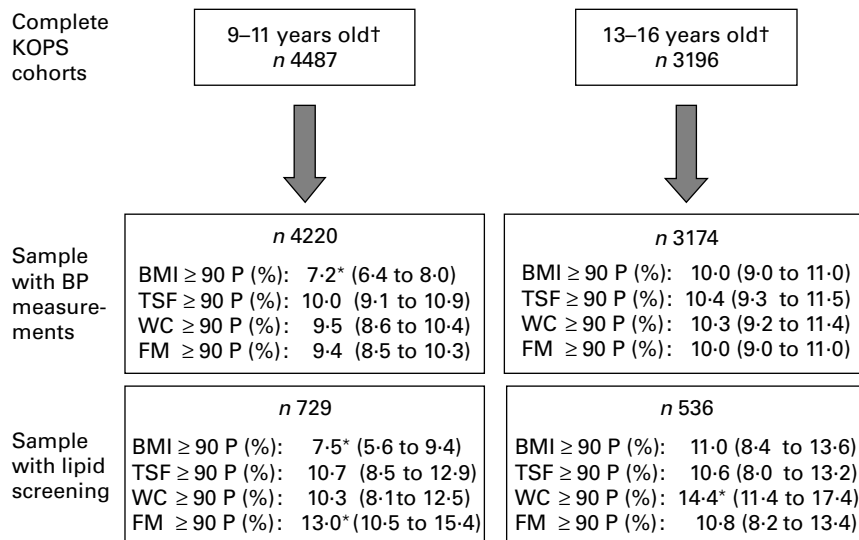 Complete
KOPS
cohorts
9–11 years old†
n 4487
13–16 years old†
n 3196
Sample
with BP
measure-
ments
n 4220
BMI ≥ 90 P (%): 7·2* (6·4 to 8·0)
TSF ≥ 90 P (%): 10·0 (9·1 to 10·9)
WC ≥ 90 P (%): 9·5 (8·6 to 10·4)
FM ≥ 90 P (%): 9·4 (8·5 to 10·3)
n 3174
BMI ≥ 90 P (%): 10·0 (9·0 to 11·0)
TSF ≥ 90 P (%): 10·4 (9·3 to 11·5)
WC ≥ 90 P (%): 10·3 (9·2 to 11·4)
FM ≥ 90 P (%): 10·0 (9·0 to 11·0)
Sample
with lipid
screening
n 729
BMI ≥ 90 P (%): 7·5* (5·6 to 9·4)
TSF ≥ 90 P (%): 10·7 (8·5 to 12·9)
WC ≥ 90 P (%): 10·3 (8·1to 12·5)
FM ≥ 90 P (%): 13·0* (10·5 to 15·4)
n 536
BMI ≥ 90 P (%): 11·0 (8·4 to 13·6)
TSF ≥ 90 P (%): 10·6 (8·0 to 13·2)
WC ≥ 90 P (%): 14·4* (11·4 to 17·4)
FM ≥ 90 P (%): 10·8 (8·2 to 13·4)